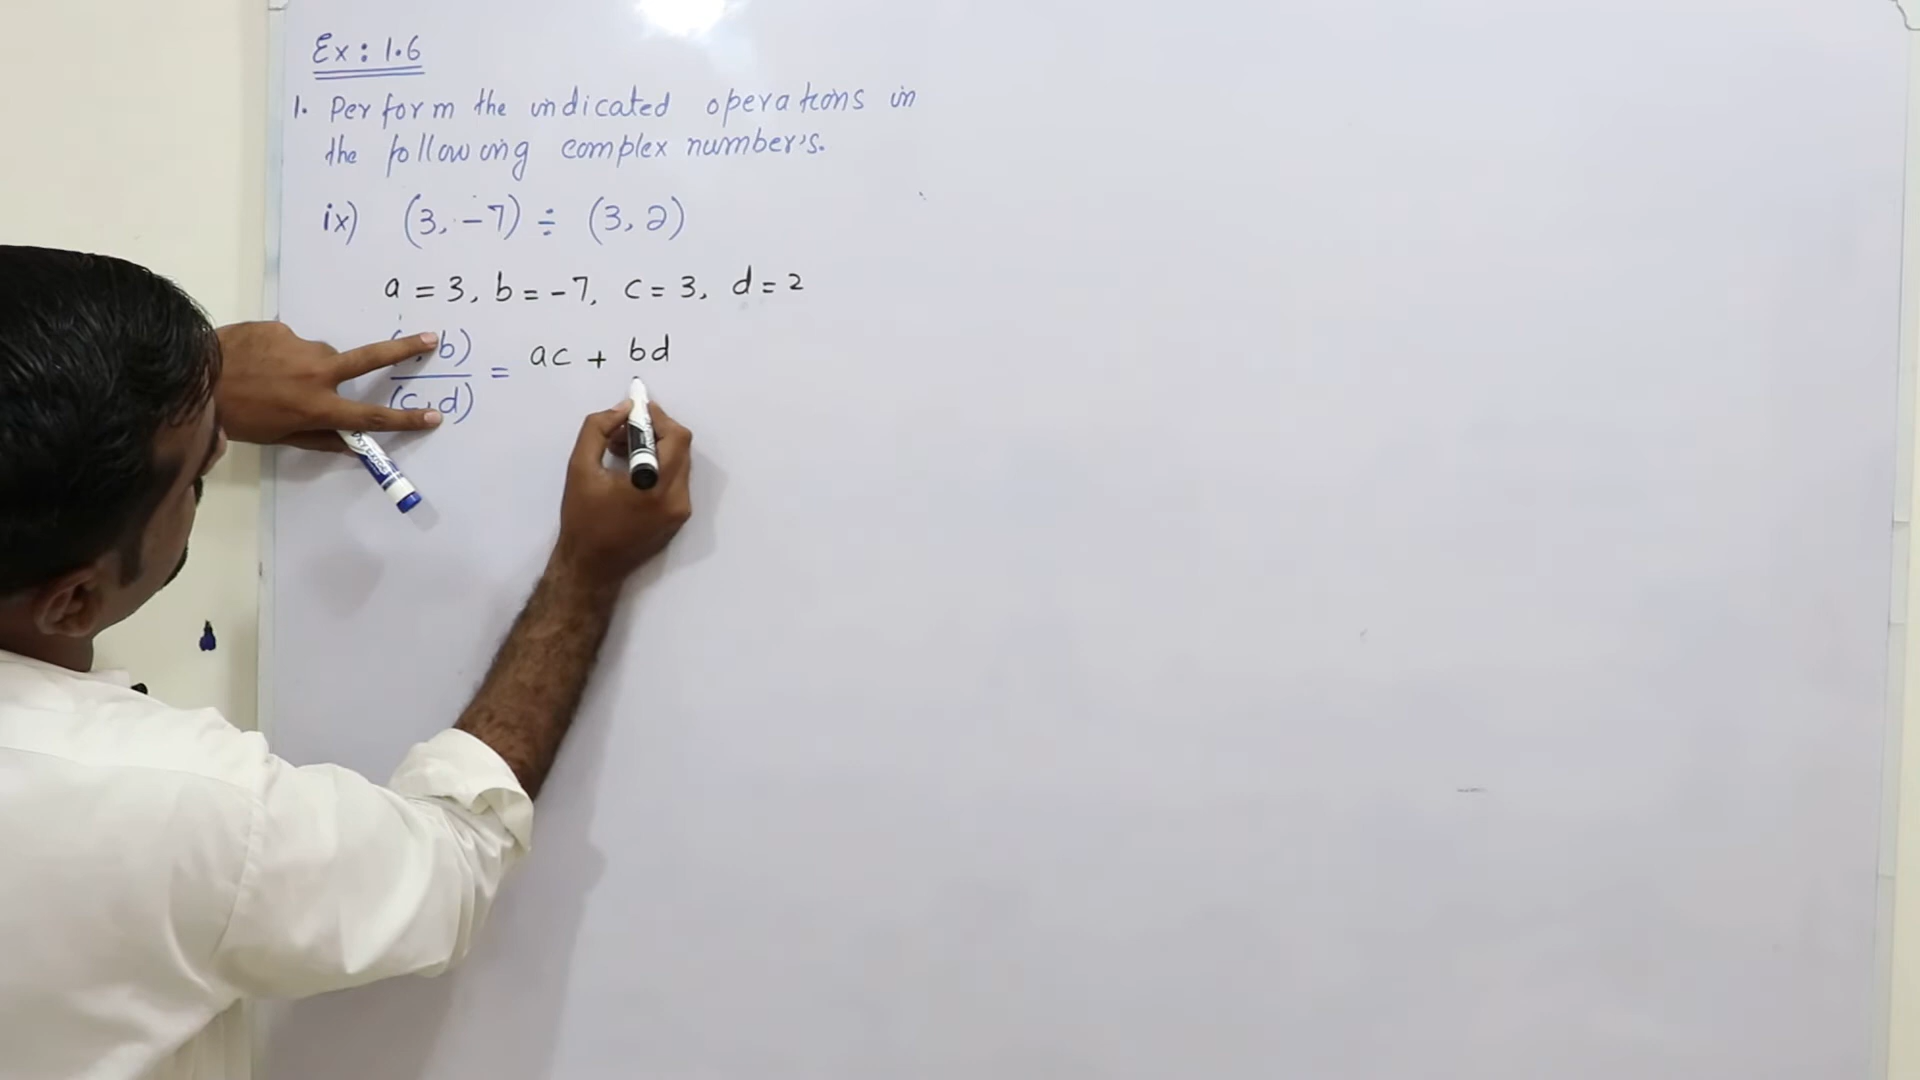 Ex: 1.6
1. Perform the indicated operations in
the following complex number's.
ix) (3, -7) ÷ (3, 2)
a = 3, b = -7, c = 3, d = 2
, b)
(c, d) = ac + bd